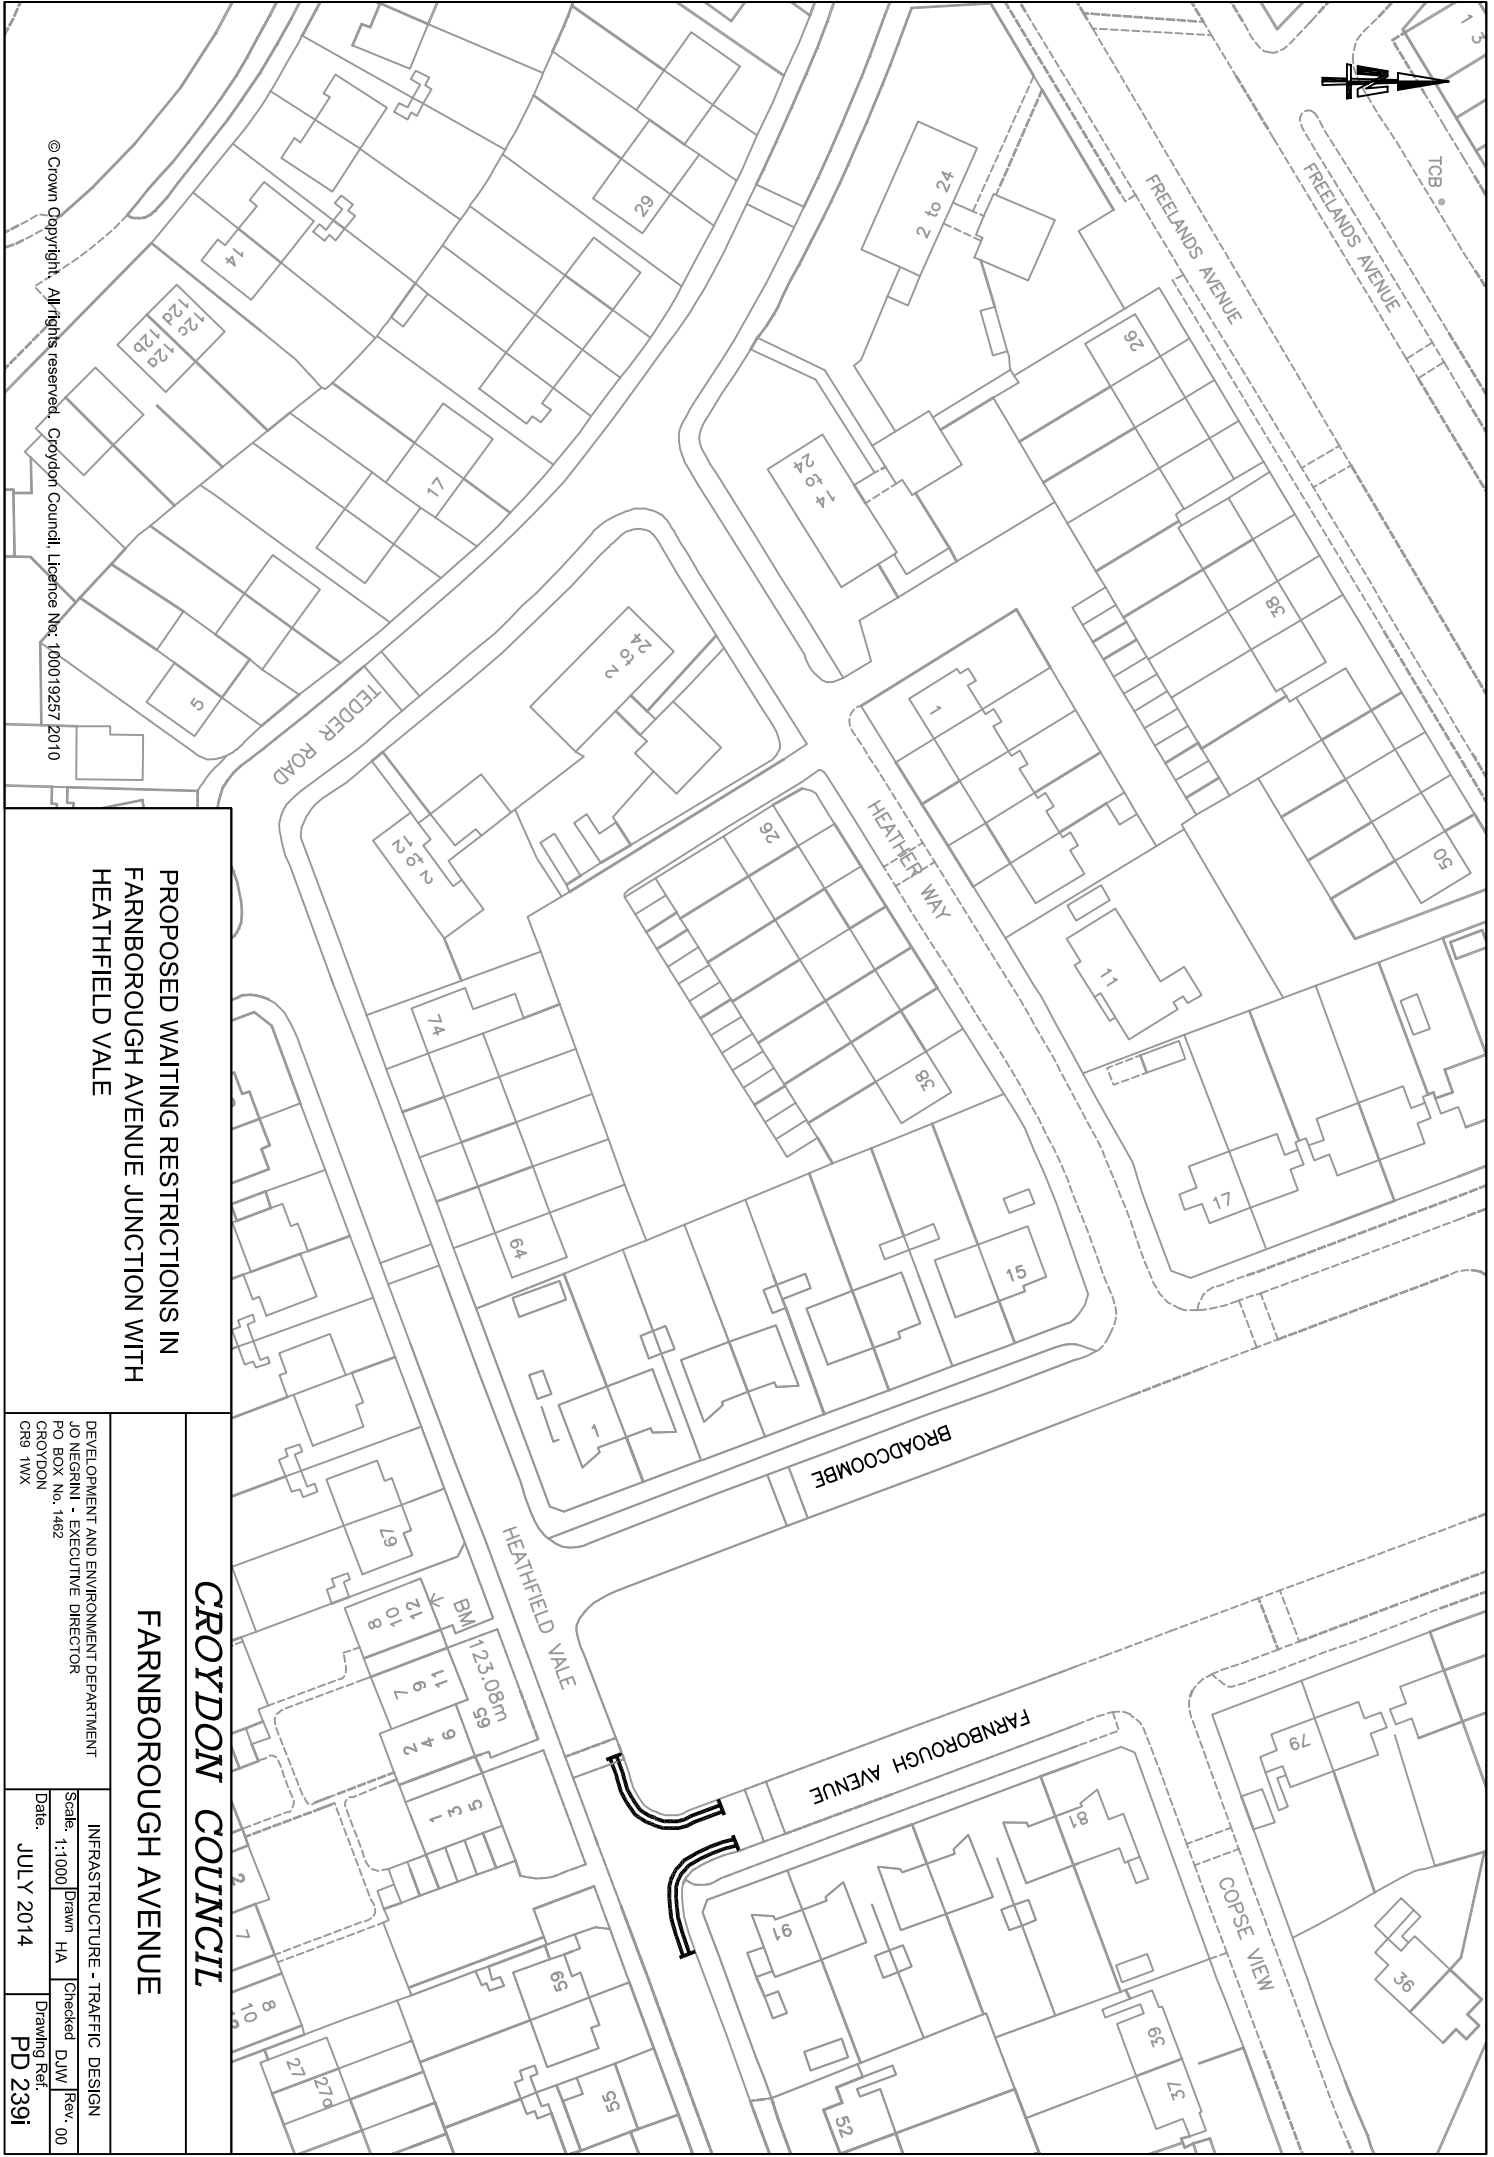 1 3
TCB
FREELANDS AVENUE
FREELANDS AVENUE
2 to 24
29
14
12c
12d
12a
12b
26
14 to
24
17
38
5
2 to
24
TEDDER ROAD
1
50
HEATHER WAY
26
2 to 12
11
38
74
17
64
15
1
BROADCOOMBE
67
HEATHFIELD VALE
12
10
8
BM 123.08m
11
9
7
65
6
4
2
5
3
1
FARNBOROUGH AVENUE
79
81
91
COPSE VIEW
36
39
37
52
59
55
2
7
8
10
27
27a
© Crown Copyright. All rights reserved, Croydon Council, Licence No: 100019257 2010
PROPOSED WAITING RESTRICTIONS IN
FARNBOROUGH AVENUE JUNCTION WITH
HEATHFIELD VALE
CROYDON COUNCIL
FARNBOROUGH AVENUE
DEVELOPMENT AND ENVIRONMENT DEPARTMENT
JO NEGRINI - EXECUTIVE DIRECTOR
PO BOX No. 1462
CROYDON
CR9 1WX
INFRASTRUCTURE - TRAFFIC DESIGN
Scale. 1:1000 Drawn HA Checked DJW Rev. 00
Date. JULY 2014
Drawing Ref. PD 239i